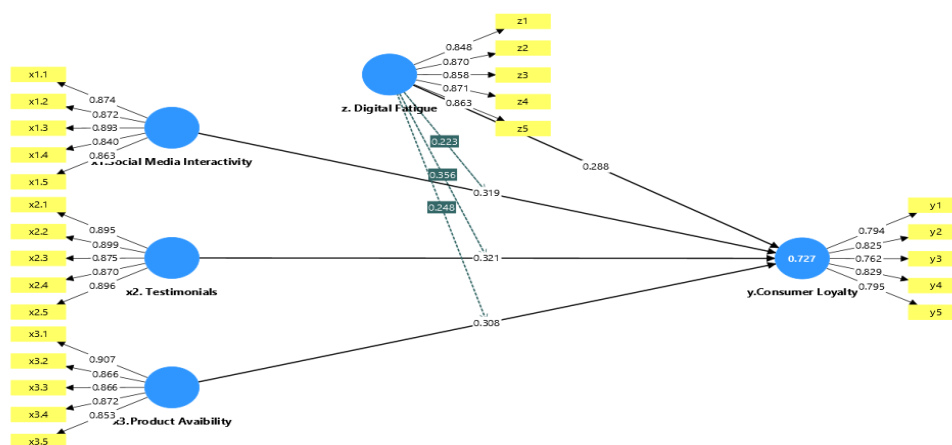 z1
z2
z3
z4
z5
0.848
0.870
0.858
0.871
0.863
z. Digital Fatigue
x1.1
x1.2
x1.3
x1.4
x1.5
0.874
0.872
0.893
0.840
0.863
Social Media Interactivity
x2.1
x2.2
x2.3
x2.4
x2.5
0.895
0.899
0.875
0.870
0.896
x2. Testimonials
x3.1
x3.2
x3.3
x3.4
x3.5
0.907
0.866
0.866
0.872
0.853
x3.Product Avaibility
0.223
0.356
0.248
0.288
0.319
0.321
0.308
0.727
y.Consumer Loyalty
y1
y2
y3
y4
y5
0.794
0.825
0.762
0.829
0.795